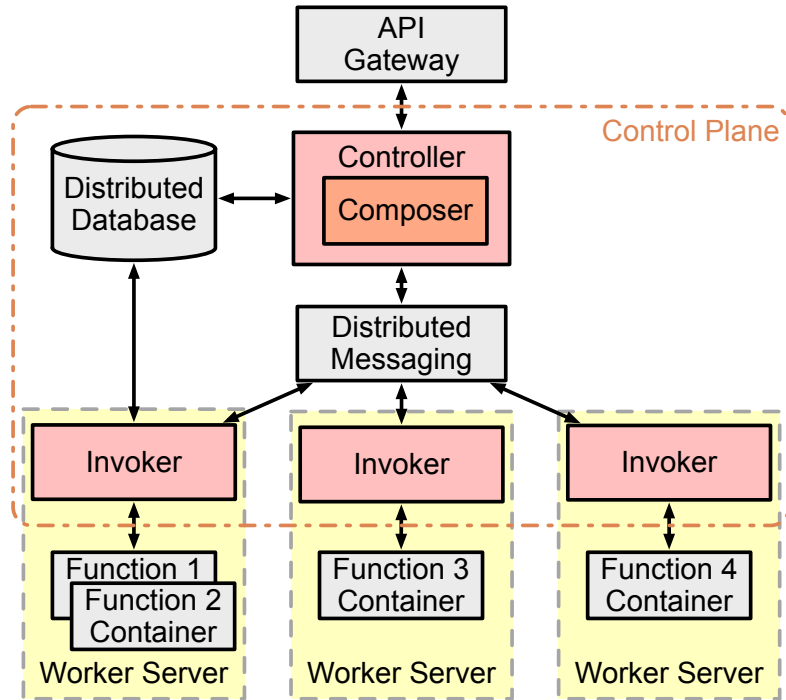 API
Gateway
Control Plane
Controller
Composer
Distributed
Database
Distributed
Messaging
Invoker
Invoker
Invoker
Function 1
Function 2
Container
Function 3
Container
Function 4
Container
Worker Server
Worker Server
Worker Server